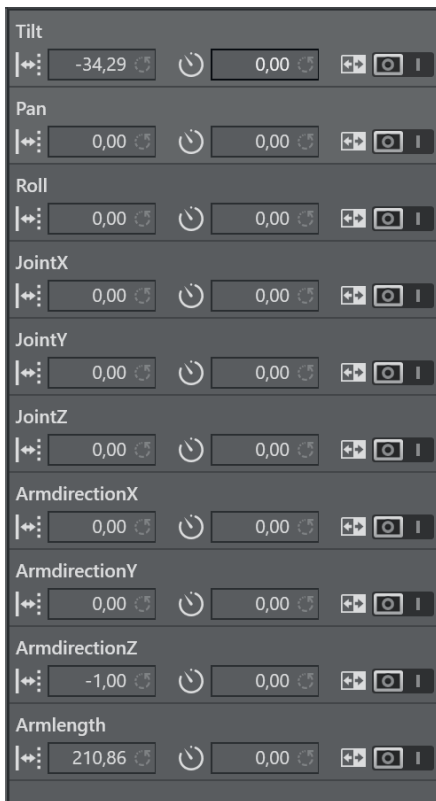 Tilt
-34,29 0,00
Pan
0,00 0,00
Roll
0,00 0,00
JointX
0,00 0,00
JointY
0,00 0,00
JointZ
0,00 0,00
ArmdirectionX
0,00 0,00
ArmdirectionY
0,00 0,00
ArmdirectionZ
-1,00 0,00
Armlength
210,86 0,00